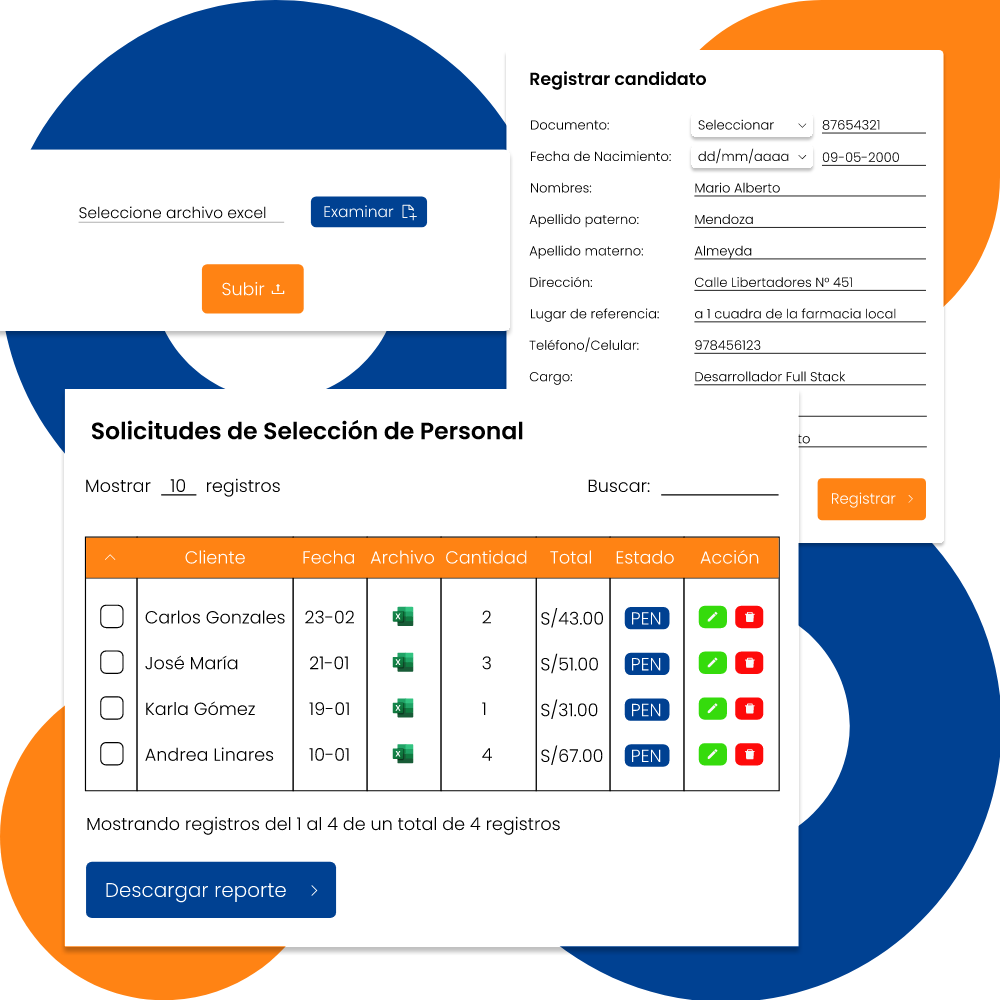 Registrar candidato
Documento: Seleccionar 87654321
Fecha de Nacimiento: dd/mm/aaaa 09-05-2000
Nombres: Mario Alberto
Apellido paterno: Mendoza
Apellido materno: Almeyda
Dirección: Calle Libertadores Nº 451
Lugar de referencia: a 1 cuadra de la farmacia local
Teléfono/Celular: 978456123
Cargo: Desarrollador Full Stack
Registrar
Seleccione archivo excel Examinar
Subir
Solicitudes de Selección de Personal
Mostrar 10 registros Buscar:
Cliente Fecha Archivo Cantidad Total Estado Acción
Carlos Gonzales 23-02 2 S/43.00 PEN
José María 21-01 3 S/51.00 PEN
Karla Gómez 19-01 1 S/31.00 PEN
Andrea Linares 10-01 4 S/67.00 PEN
Mostrando registros del 1 al 4 de un total de 4 registros
Descargar reporte